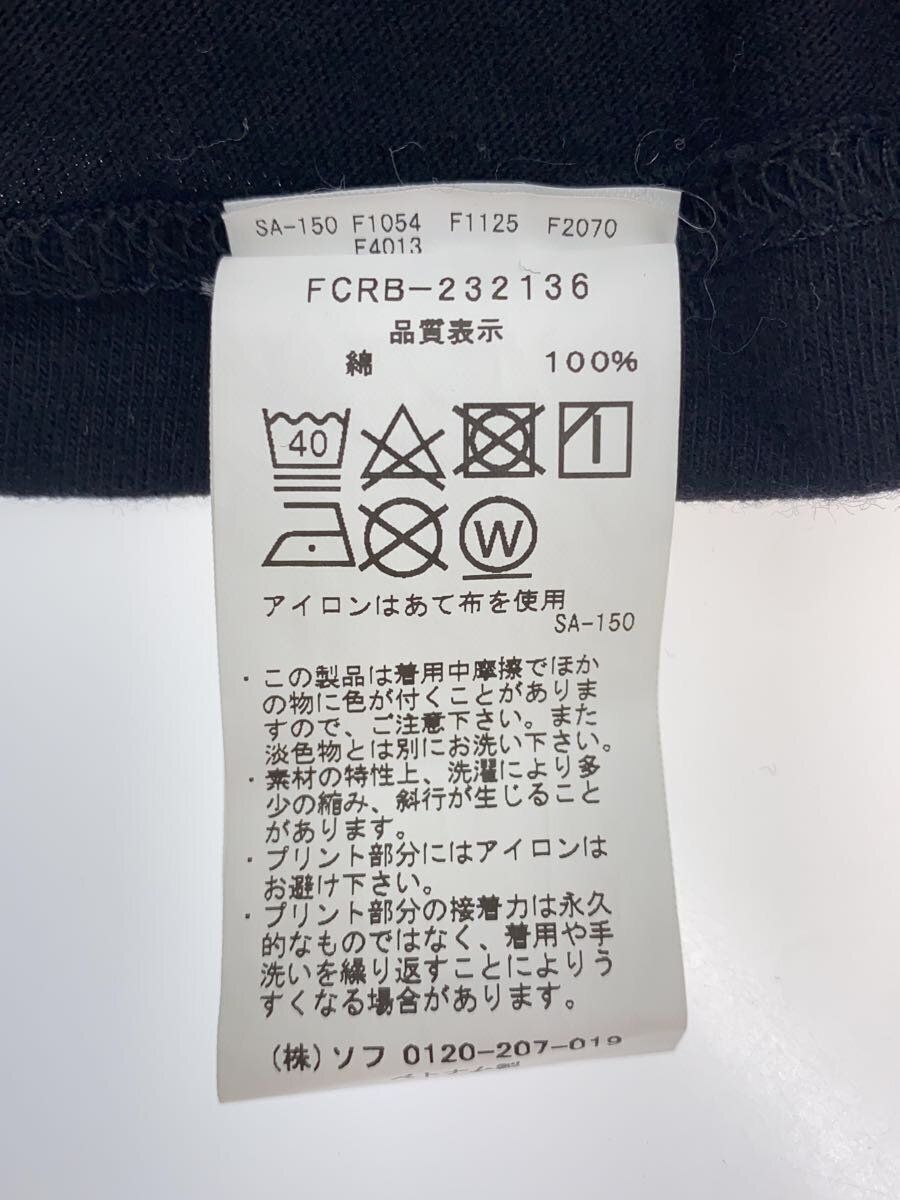 SA-150 F1054 F1125 F2070
F4013
FCRB-232136
品質表示
綿 100%
40
W
アイロンはあて布を使用
SA-150
・この製品は着用中摩擦でほか
の物に色が付くことがありま
すので、ご注意下さい。また
淡色物とは別にお洗い下さい。
・素材の特性上、洗濯により多
少の縮み、斜行が生じること
があります。
・プリント部分にはアイロンは
お避け下さい。
・プリント部分の接着力は永久
的なものではなく、着用や手
洗いを繰り返すことによりう
すくなる場合があります。
(株)ソフ 0120-207-019
ベトナム製